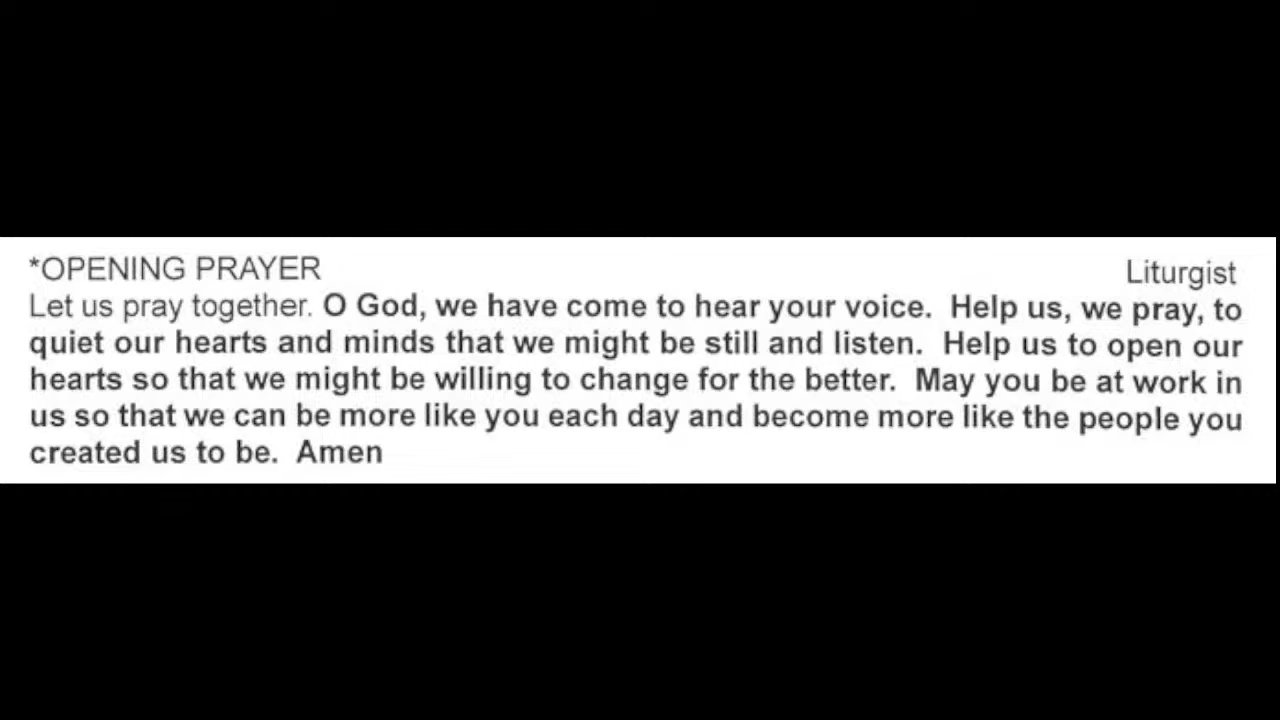 *OPENING PRAYER Liturgist
Let us pray together. O God, we have come to hear your voice.  Help us, we pray, to
quiet our hearts and minds that we might be still and listen.  Help us to open our
hearts so that we might be willing to change for the better.  May you be at work in
us so that we can be more like you each day and become more like the people you
created us to be.  Amen